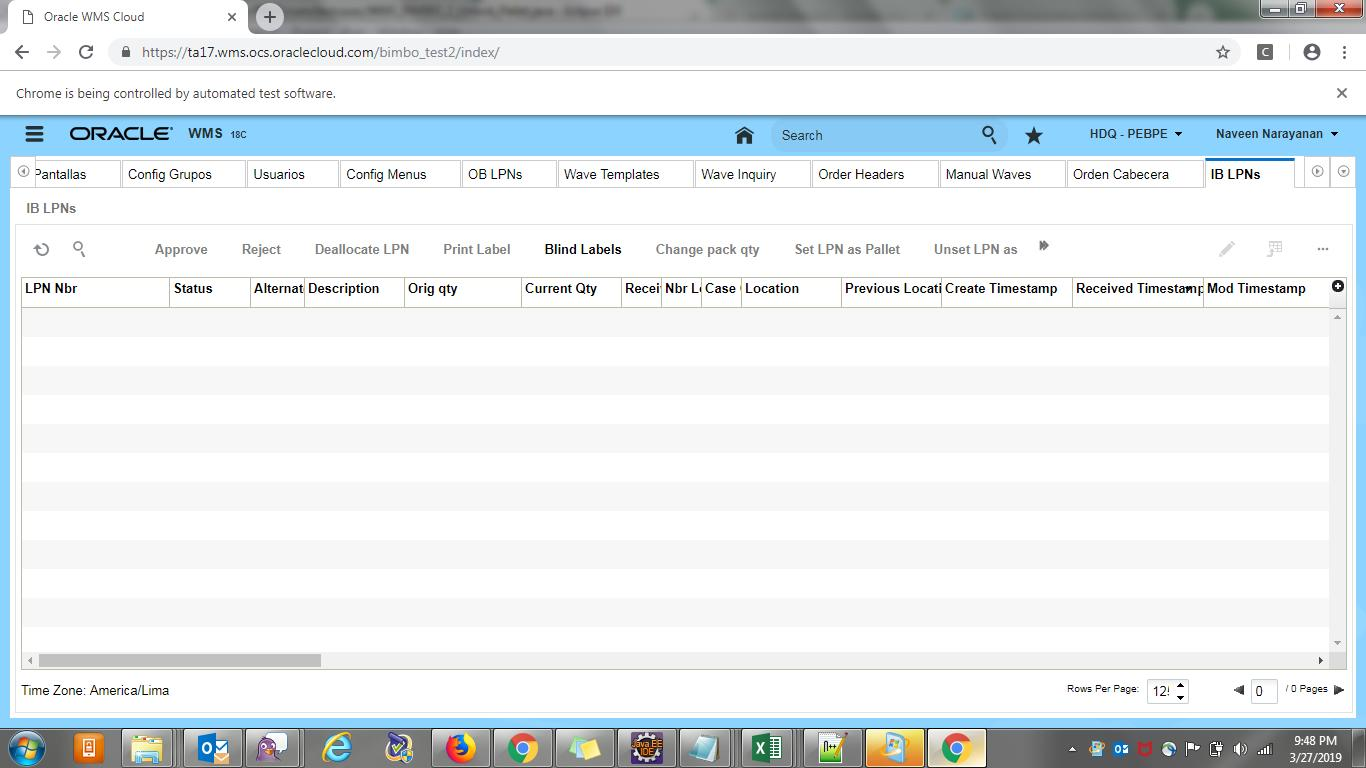 Oracle WMS Cloud
https://ta17.wms.ocs.oraclecloud.com/bimbo_test2/index/
C
Chrome is being controlled by automated test software.
ORACLE WMS 18C Search HDQ - PEBPE Naveen Narayanan
Pantallas Config Grupos Usuarios Config Menus OB LPNs Wave Templates Wave Inquiry Order Headers Manual Waves Orden Cabecera IB LPNs
IB LPNs
Approve Reject Deallocate LPN Print Label Blind Labels Change pack qty Set LPN as Pallet Unset LPN as
LPN Nbr Status Alternat Description Orig qty Current Qty Recei Nbr L Case Location Previous Locati Create Timestamp Received Timestamp Mod Timestamp
Time Zone: America/Lima
Rows Per Page: 12 0 / 0 Pages
Java EE
IDE
N++
9:48 PM
3/27/2019